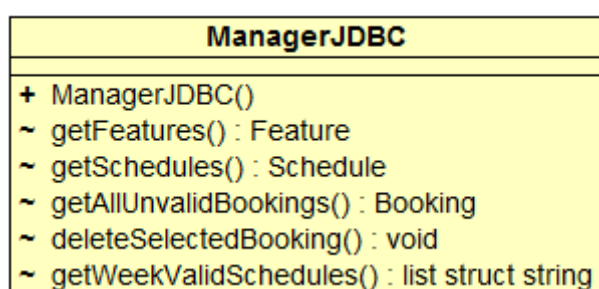 ManagerJDBC
+ ManagerJDBC()
~ getFeatures() : Feature
~ getSchedules() : Schedule
~ getAllUnvalidBookings() : Booking
~ deleteSelectedBooking() : void
~ getWeekValidSchedules() : list struct string